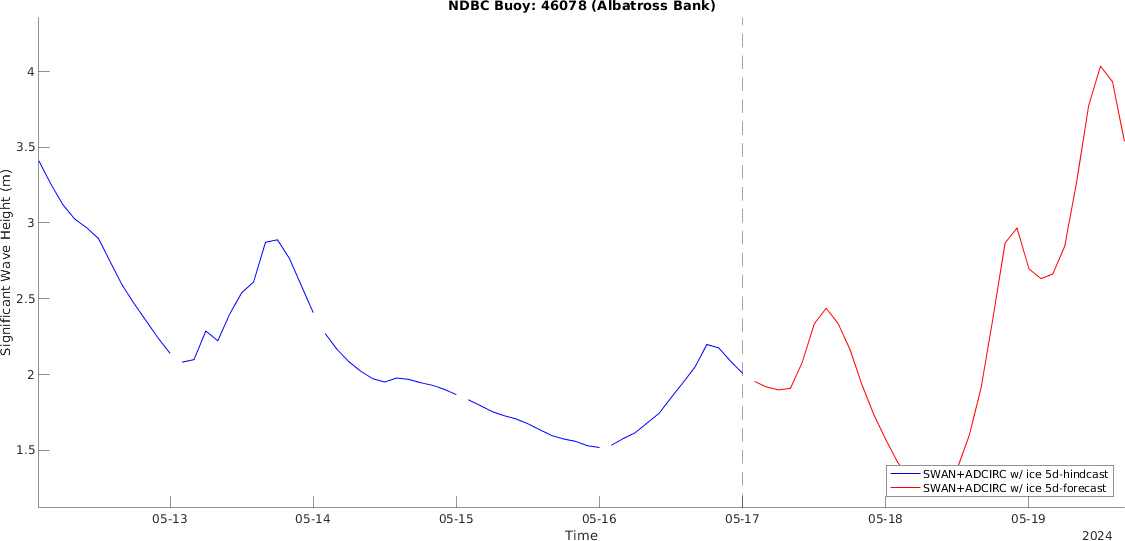 NDBC Buoy: 46078 (Albatross Bank)
Significant Wave Height (m)
4
3.5
3
2.5
2
1.5
SWAN+ADCIRC w/ ice 5d-hindcast
SWAN+ADCIRC w/ ice 5d-forecast
05-13 05-14 05-15 05-16 05-17 05-18 05-19
Time
2024